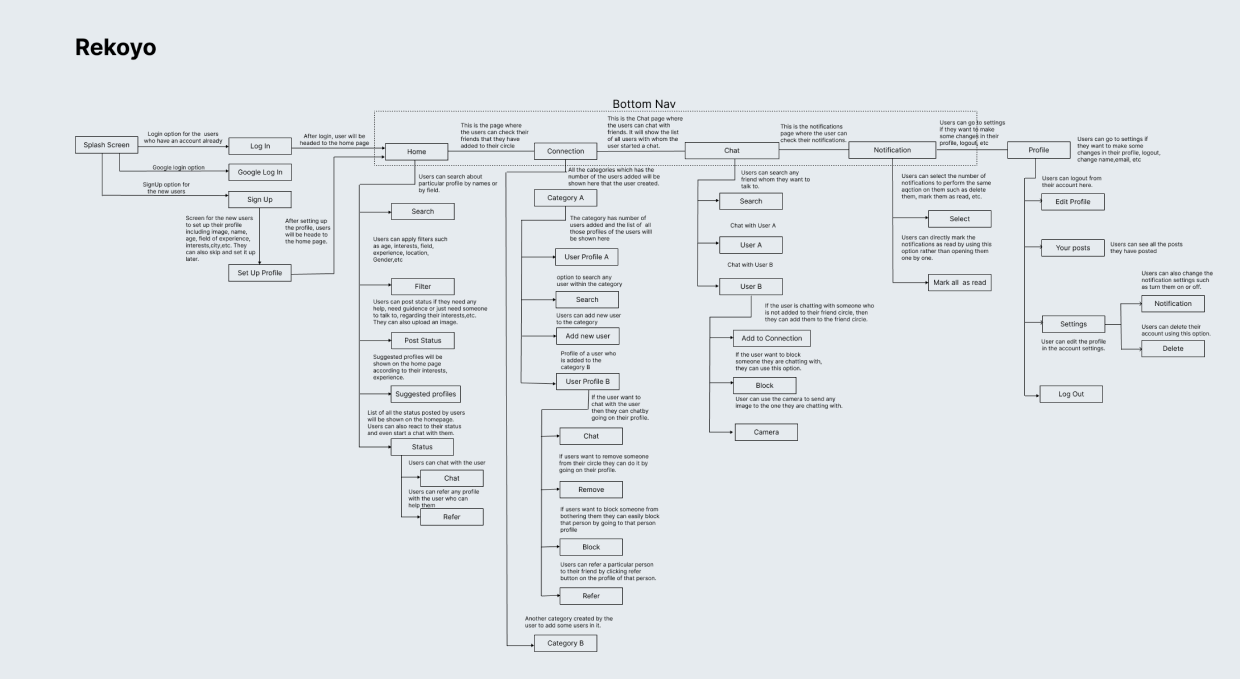 Rekoyo
Bottom Nav
Splash Screen
Login option for the users
who have an account already
Log In
After login, user will be
headed to the home page
Google login option
Google Log In
SignUp option for
the new users
Sign Up
Screen for the new users
to set up their profile
including image, name,
age, field of experience,
interests,city,etc. They
can also skip and set it up
later.
After setting up
the profile, users
will be heade to
the home page.
Set Up Profile
Home
This is the page where
the users can check their
friends that they have
added to their circle
Users can search about
particular profile by names or
by field.
Search
Users can apply filters such
as age, interests, field,
experience, location,
Gender,etc
Filter
Users can post status if they need any
help, need guidance or just need someone
to talk to, regarding their interests,etc.
They can also upload an image.
Post Status
Suggested profiles will be
shown on the home page
according to their interests,
experience.
Suggested profiles
List of all the status posted by users
will be shown on the homepage.
Users can also react to their status
and even start a chat with them.
Status
Users can chat with the user
Chat
Users can refer any profile
with the user who can
help them
Refer
Connection
This is the Chat page where
the users can chat with
friends. It will show the list
of all users with whom the
user started a chat.
All the categories which has the
number of the users added will be
shown here that the user created.
Category A
The category has number of
users added and the list of all
those profiles of the users will
be shown here
User Profile A
option to search any
user within the category
Search
Users can add new user
to the category
Add new user
Profile of a user who
is added to the
category B
User Profile B
If the user want to
chat with the user
then they can chatby
going on their profile.
Chat
If users want to remove someone
from their circle they can do it by
going on their profile.
Remove
If users want to block someone from
bothering them they can easily block
that person by going to that person
profile
Block
Users can refer a particular person
to their friend by clicking refer
button on the profile of that person.
Refer
Another category created by the
user to add some users in it.
Category B
Chat
This is the notifications
page where the user can
check their notifications.
Users can search any
friend whom they want to
talk to.
Search
Chat with User A
User A
Chat with User B
User B
If the user is chatting with someone who
is not added to their friend circle, then
they can add them to the friend circle.
Add to Connection
If the user want to block
someone they are chatting with,
they can use this option.
Block
User can use the camera to send any
image to the one they are chatting with.
Camera
Notification
Users can go to settings
if they want to make
some changes in their
profile, logout, etc
Users can select the number of
notifications to perform the same
aqction on them such as delete
them, mark them as read, etc.
Select
Users can directly mark the
notifications as read by using this
option rather than opening them
one by one.
Mark all as read
Profile
Users can go to settings if
they want to make some
changes in their profile, logout,
change name,email, etc
Users can logout from
their account here.
Edit Profile
Your posts
Users can see all the posts
they have posted
Settings
User can edit the profile
in the account settings.
Users can also change the
notification settings such
as turn them on or off.
Notification
Users can delete their
account using this option.
Delete
Log Out